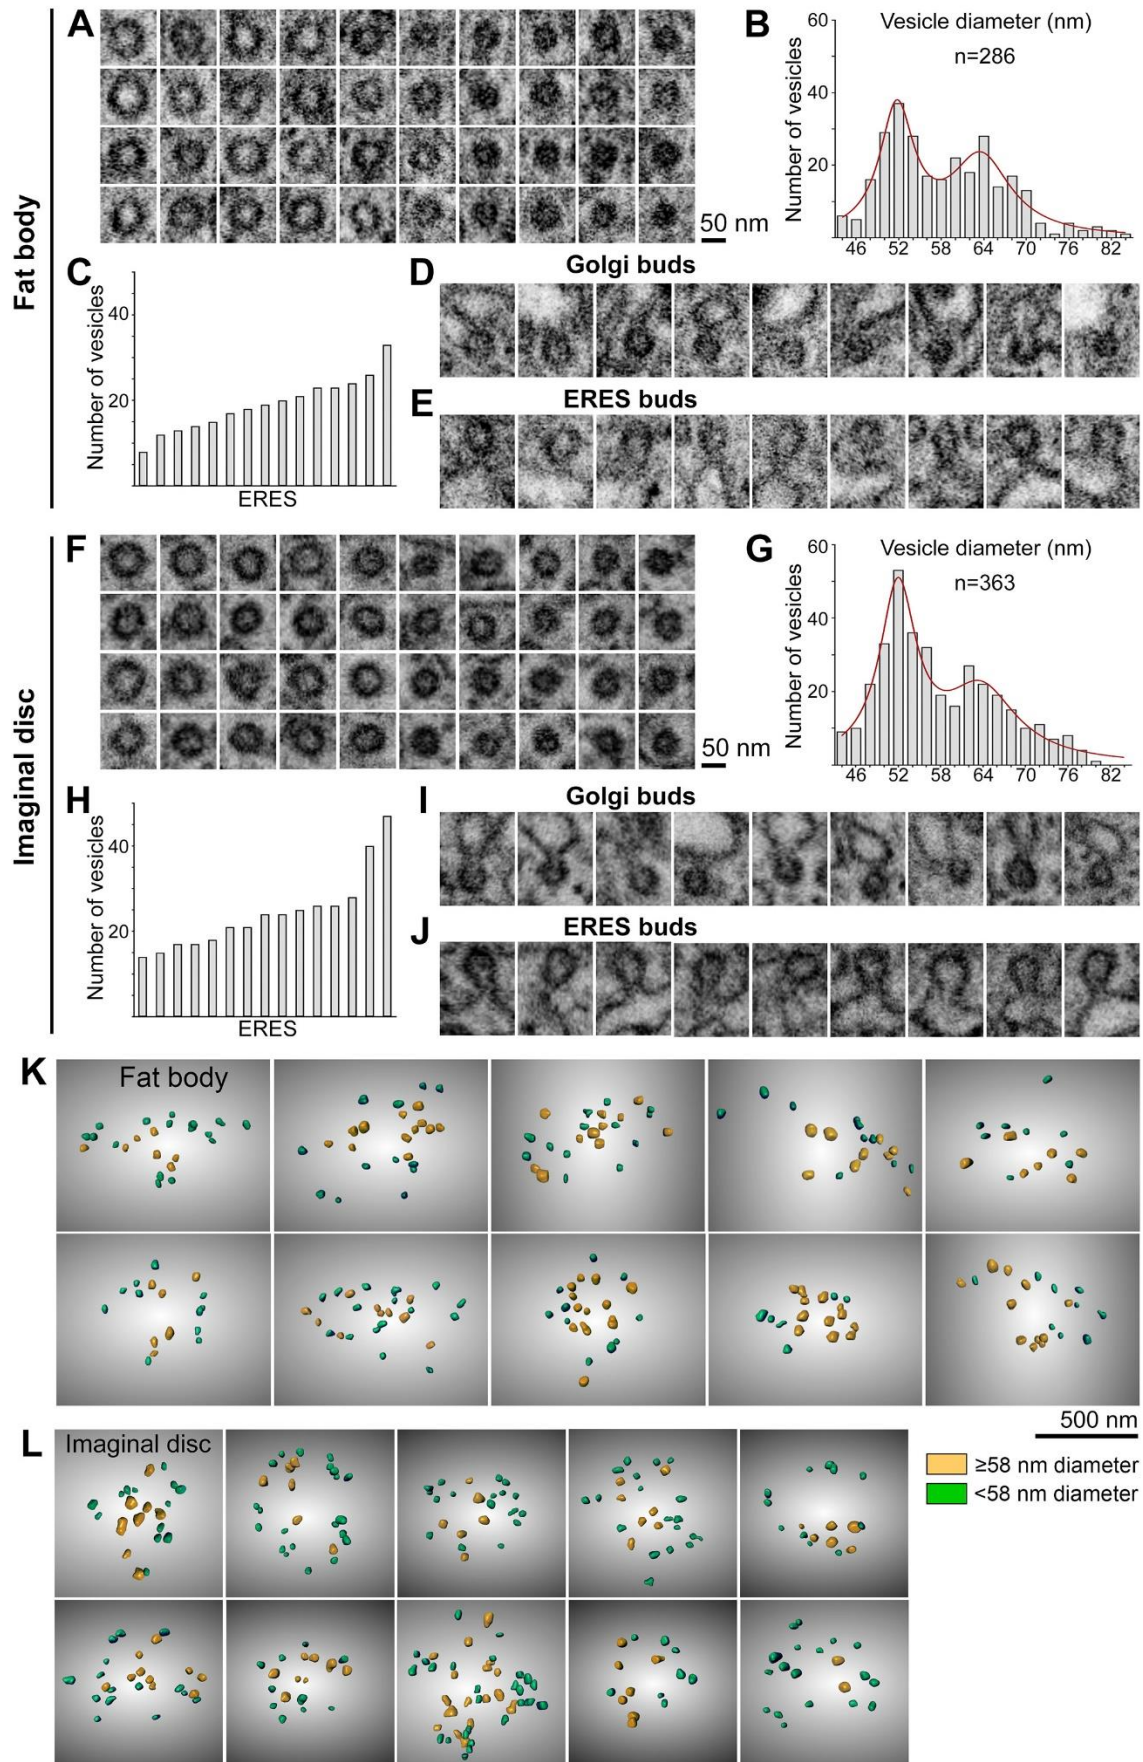 Fat body
A
50 nm
B
Vesicle diameter (nm)
n=286
Number of vesicles
60
40
20
46 52 58 64 70 76 82
C
Number of vesicles
40
20
ERES
D
Golgi buds
E
ERES buds
Imaginal disc
F
50 nm
G
Vesicle diameter (nm)
n=363
Number of vesicles
60
40
20
46 52 58 64 70 76 82
H
Number of vesicles
40
20
ERES
I
Golgi buds
J
ERES buds
K
Fat body
500 nm
L
Imaginal disc
≥58 nm diameter
<58 nm diameter